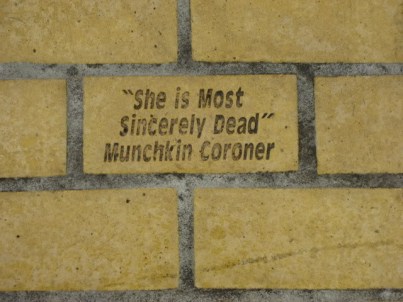 "She is Most
Sincerely Dead"
Munchkin Coroner